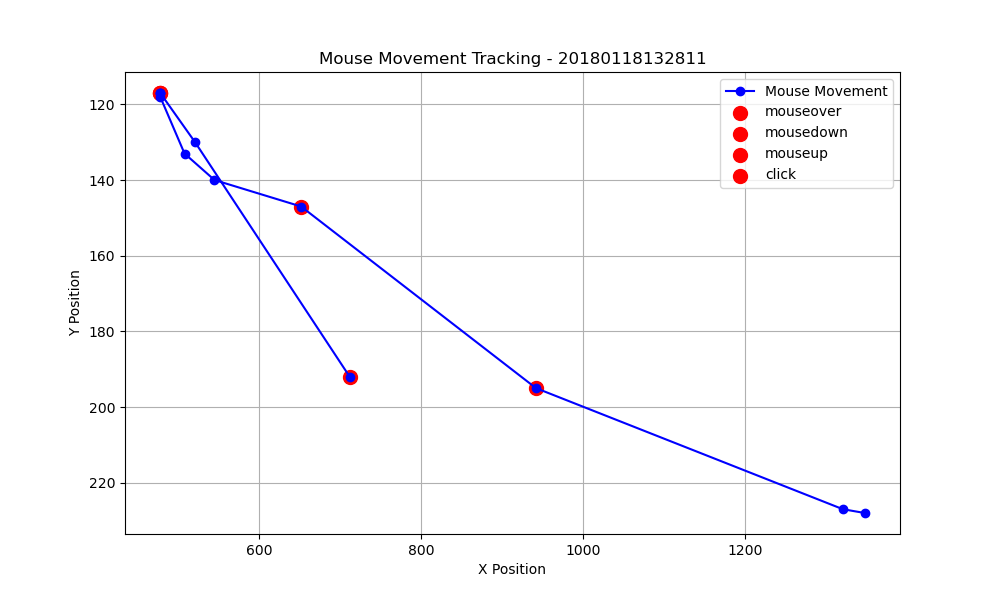 Mouse Movement Tracking - 20180118132811
Mouse Movement
mouseover
mousedown
mouseup
click
120
140
160
180
200
220
Y Position
600
800
1000
1200
X Position